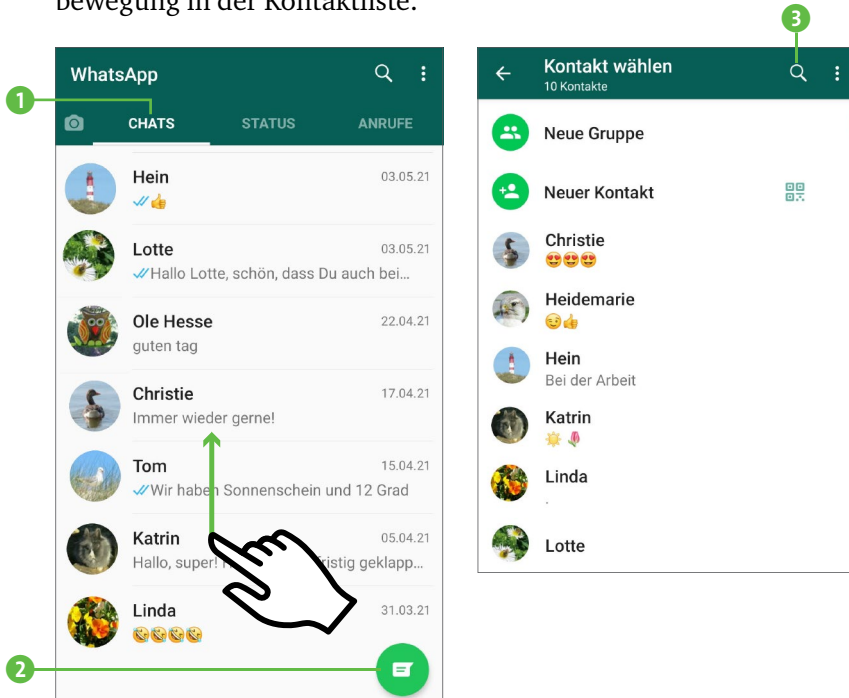 bewegung in der Kontaktliste.
3
WhatsApp
1
CHATS STATUS ANRUFE
Hein 03.05.21
Lotte 03.05.21
Hallo Lotte, schön, dass Du auch bei...
Ole Hesse 22.04.21
guten tag
Christie 17.04.21
Immer wieder gerne!
Tom 15.04.21
Wir haben Sonnenschein und 12 Grad
Katrin 05.04.21
Hallo, super! geklapp...
Linda 31.03.21
2
Kontakt wählen
10 Kontakte
Neue Gruppe
Neuer Kontakt
Christie
😍😍😍
Heidemarie
😉👍
Hein
Bei der Arbeit
Katrin
☀️🌷
Linda
.
Lotte